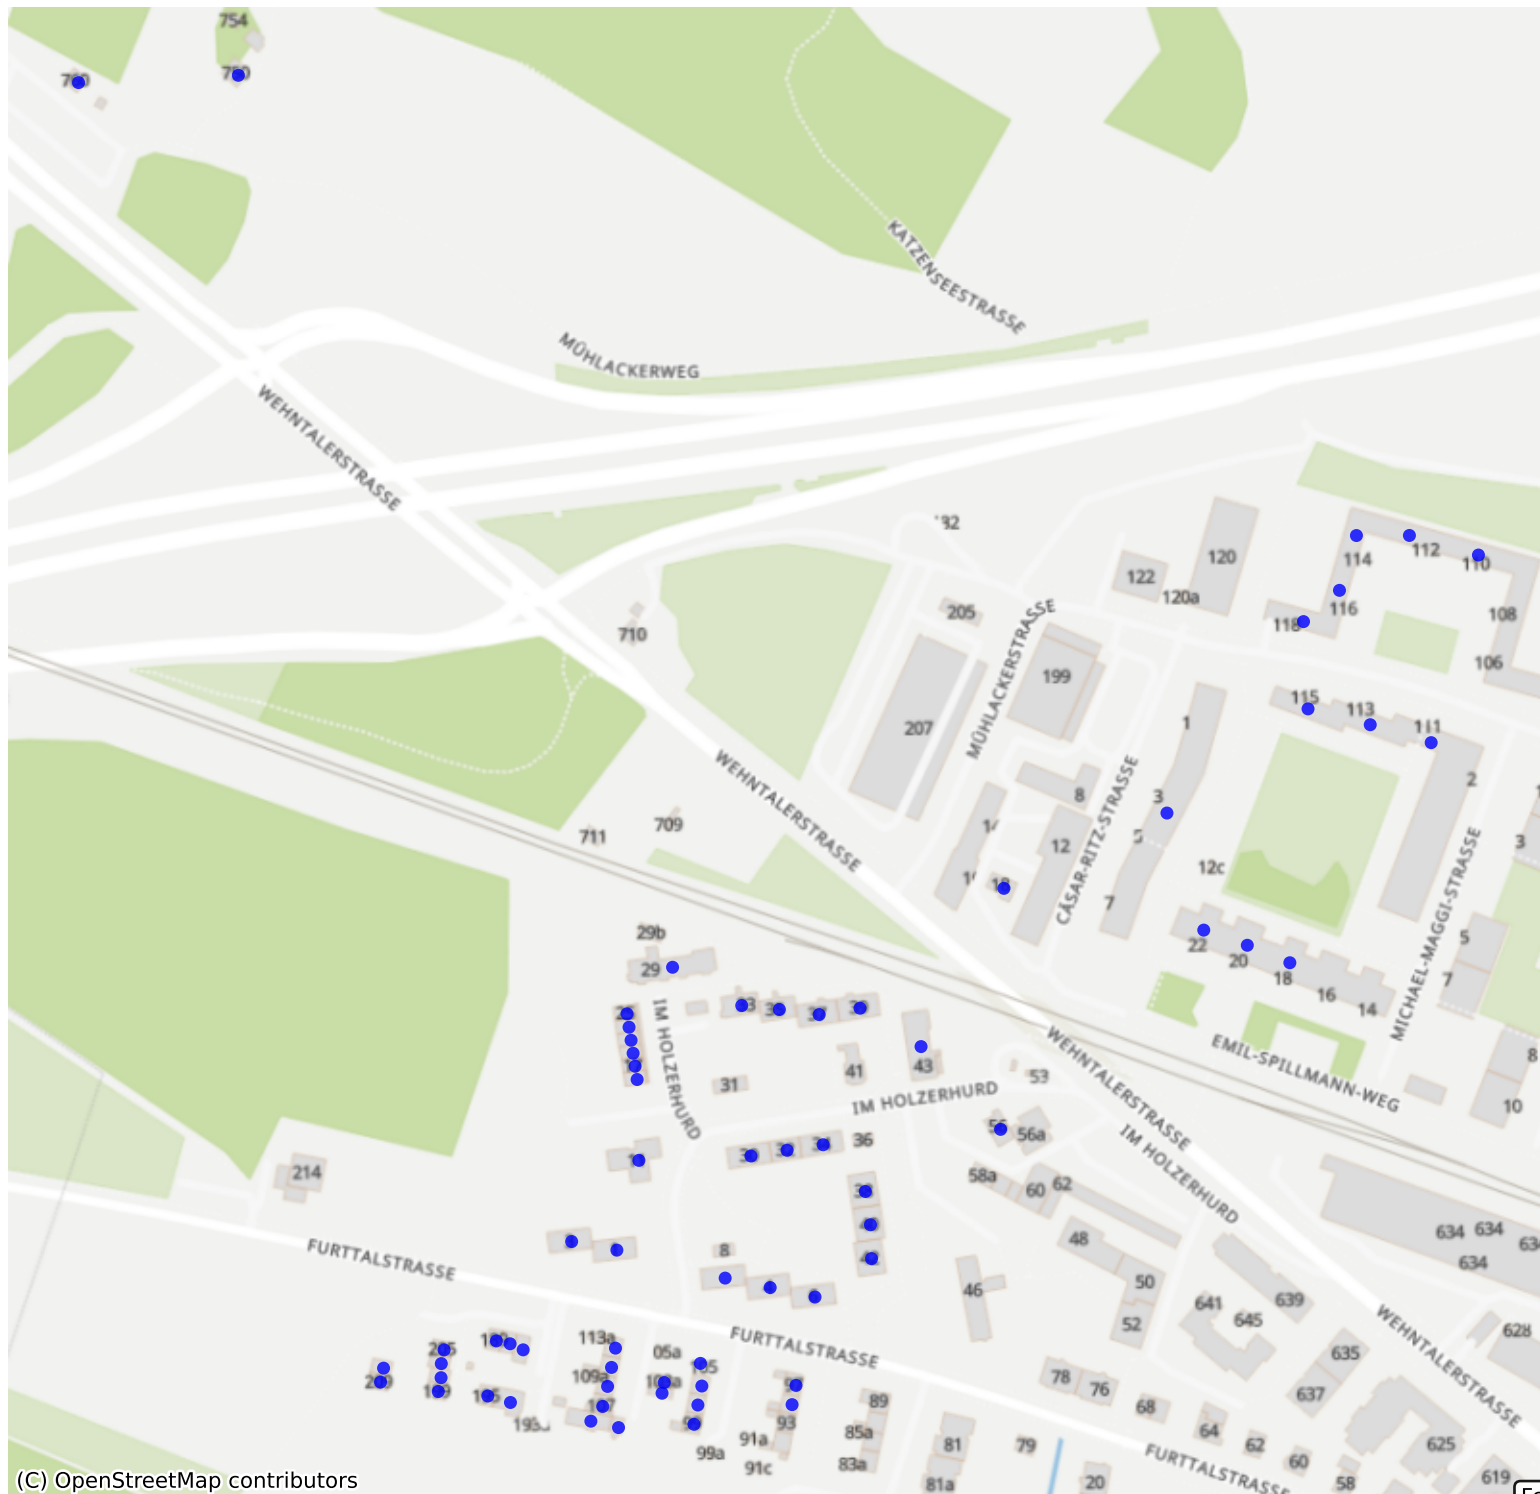 754
KATZENSEESTRASSE
MÜHLACKERWEG
WEHNTALERSTRASSE
114
112
110
120
122
120a
116
118
108
106
205
710
MÜHLACKERSTRASSE
199
207
115
113
111
1
2
3
8
12
7
12c
3
709
711
WEHNTALERSTRASSE
CÄSAR-RITZ-STRASSE
MICHAEL-MAGGI-STRASSE
22
20
18
16
14
5
7
8
10
29b
29
IM HOLZERHURD
31
41
43
53
IM HOLZERHURD
36
56a
58a
60
62
WEHNTALERSTRASSE
IM HOLZERHURD
EMIL-SPILLMANN-WEG
214
FURTTALSTRASSE
8
46
48
50
52
634
634
634
641
645
639
628
635
637
WEHNTALERSTRASSE
113a
109a
FURTTALSTRASSE
93
91a
91c
99a
89
85a
83a
81
81a
79
78
76
68
64
62
60
58
20
625
619
FURTTALSTRASSE
(C) OpenStreetMap contributors